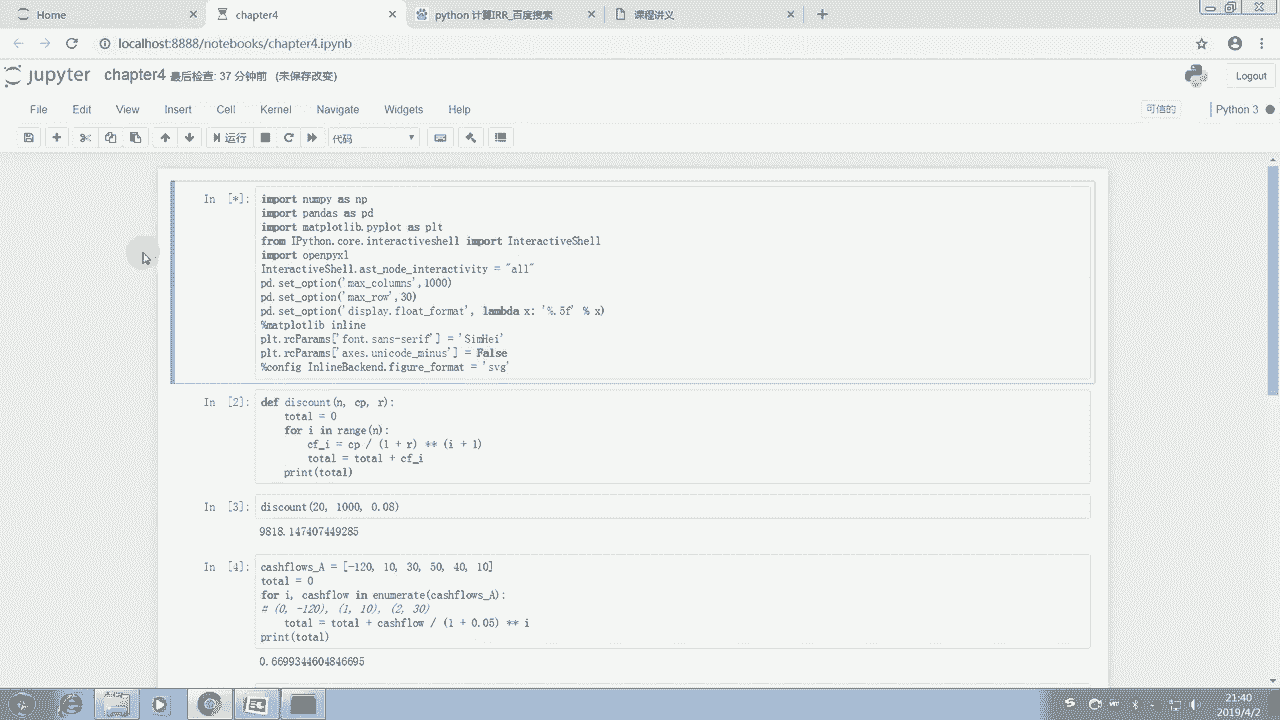 Home
chapter4
python 计算IRR_百度搜索
课程讲义
localhost:8888/notebooks/chapter4.ipynb
jupyter chapter4 最后检查: 37 分钟前 (未保存改变)
Logout
File Edit View Insert Cell Kernel Navigate Widgets Help
可信的 Python 3
运行 代码
In [*]:
import numpy as np
import pandas as pd
import matplotlib.pyplot as plt
from IPython.core.interactiveshell import InteractiveShell
import openpyxl
InteractiveShell.ast_node_interactivity = "all"
pd.set_option('max_columns',1000)
pd.set_option('max_row',30)
pd.set_option('display.float_format', lambda x: '%.5f' % x)
%matplotlib inline
plt.rcParams['font.sans-serif'] = 'SimHei'
plt.rcParams['axes.unicode_minus'] = False
%config InlineBackend.figure_format = 'svg'
In [2]:
def discount(n, cp, r):
total = 0
for i in range(n):
cf_i = cp / (1 + r) ** (i + 1)
total = total + cf_i
print(total)
In [3]:
discount(20, 1000, 0.08)
9818.147407449285
In [4]:
cashflows_A = [-120, 10, 30, 50, 40, 10]
total = 0
for i, cashflow in enumerate(cashflows_A):
# (0, -120), (1, 10), (2, 30)
total = total + cashflow / (1 + 0.05) ** i
print(total)
0.6699344604846695
21:40
2019/4/2